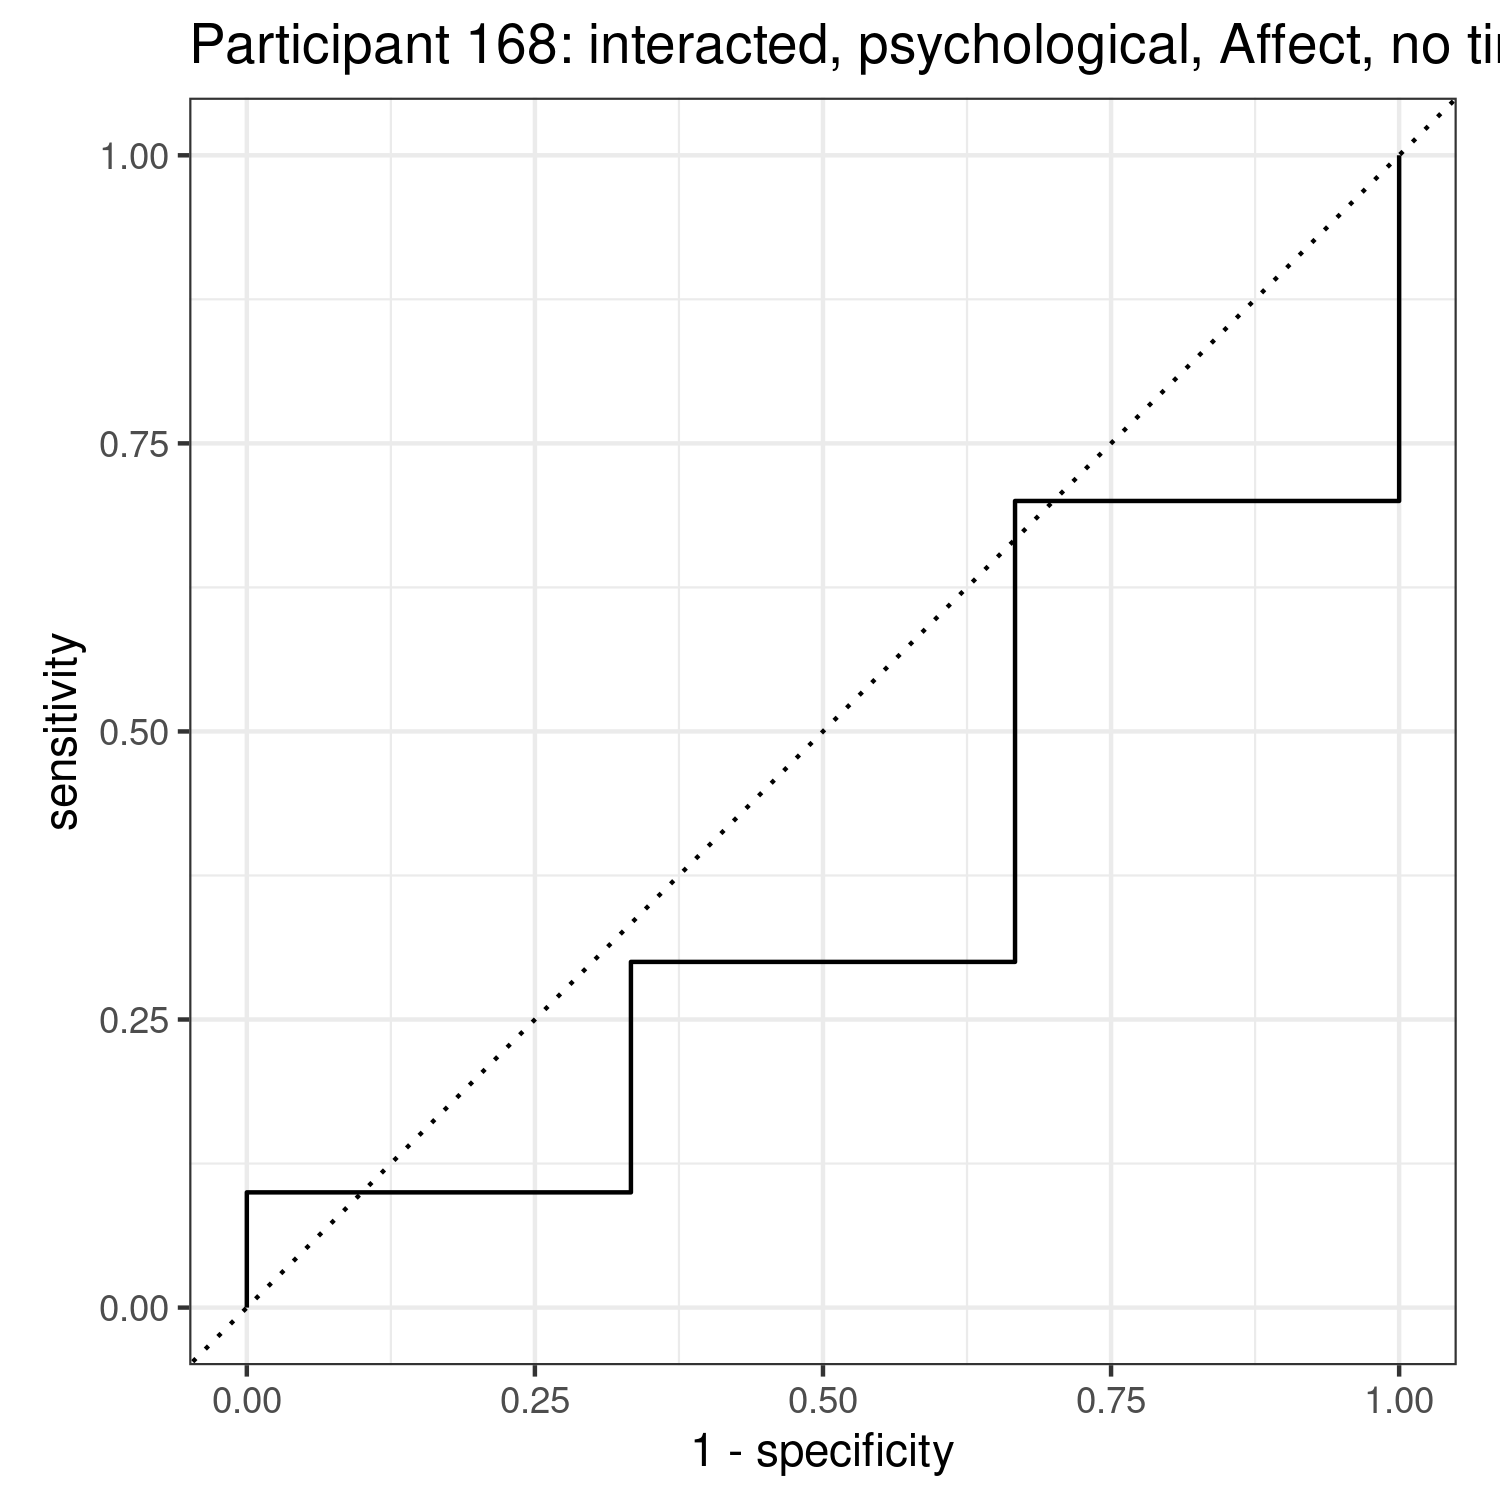 Participant 168: interacted, psychological, Affect, no
1.00
0.75
0.50
0.25
0.00
sensitivity
0.00 0.25 0.50 0.75 1.00
1 - specificity